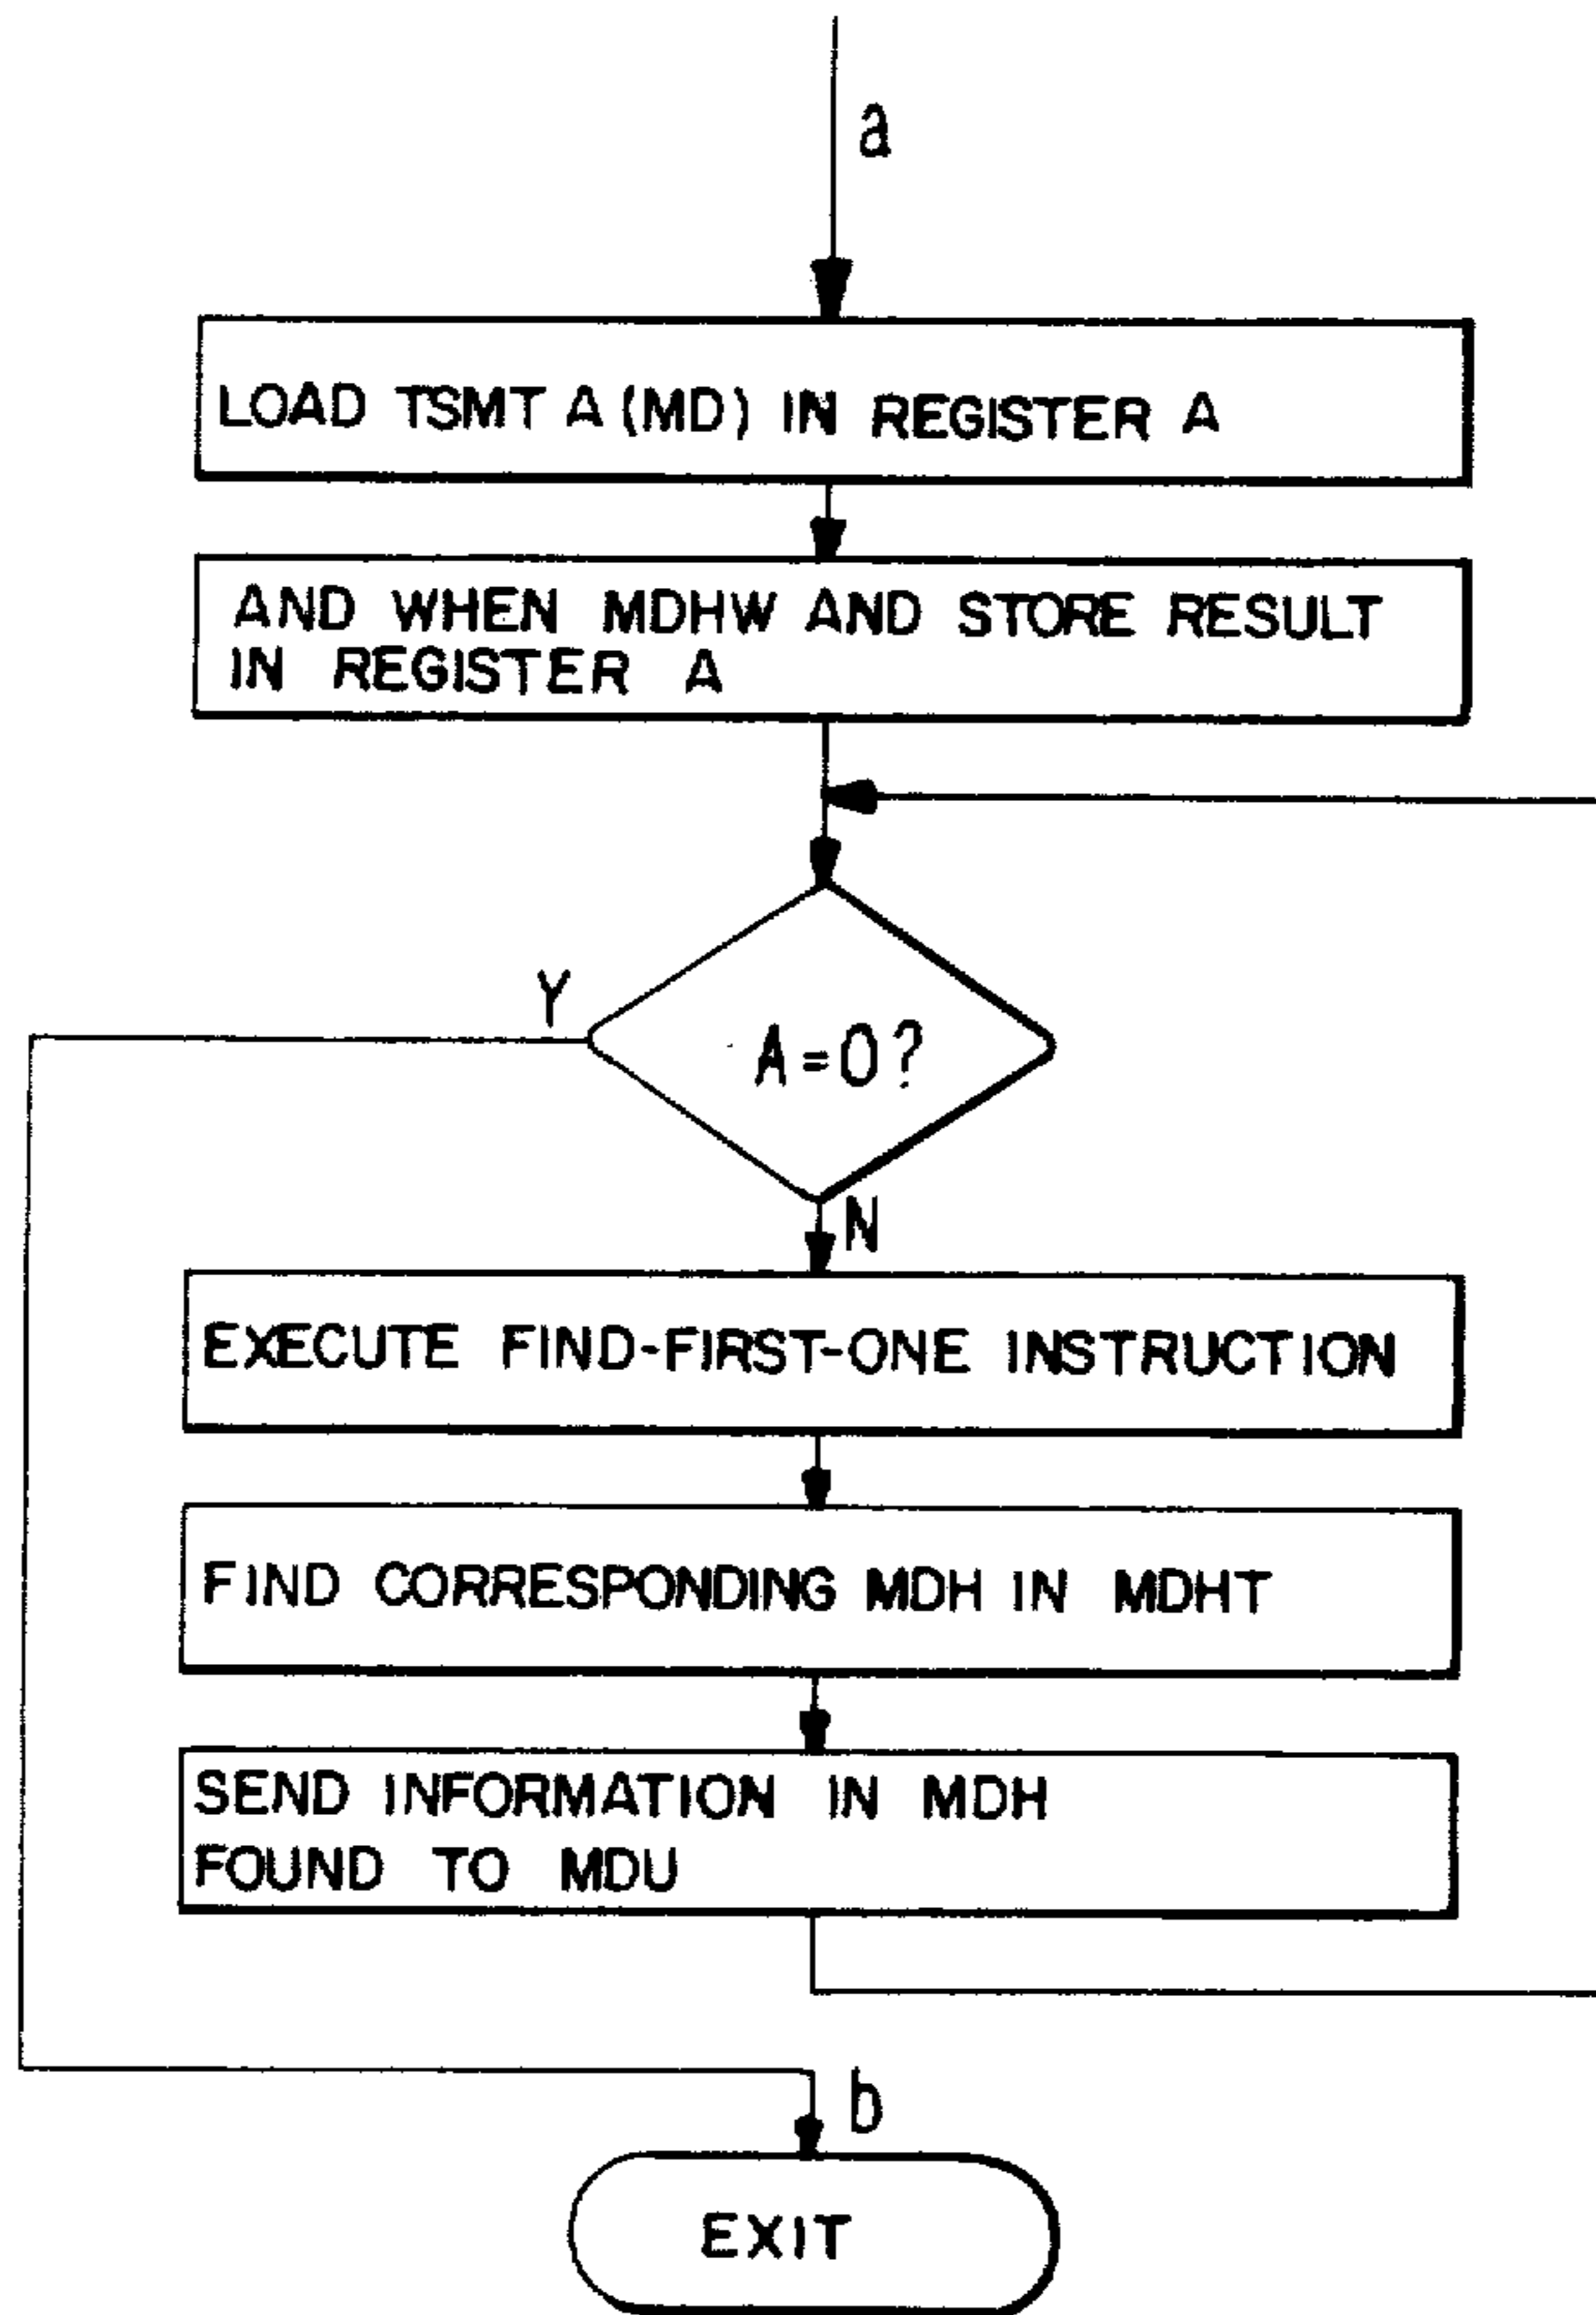 a
LOAD TSMT A (MD) IN REGISTER A
AND WHEN MDHW AND STORE RESULT
IN REGISTER A
Y
A=0?
N
EXECUTE FIND-FIRST-ONE INSTRUCTION
FIND CORRESPONDING MDH IN MDHT
SEND INFORMATION IN MDH
FOUND TO MDU
b
EXIT